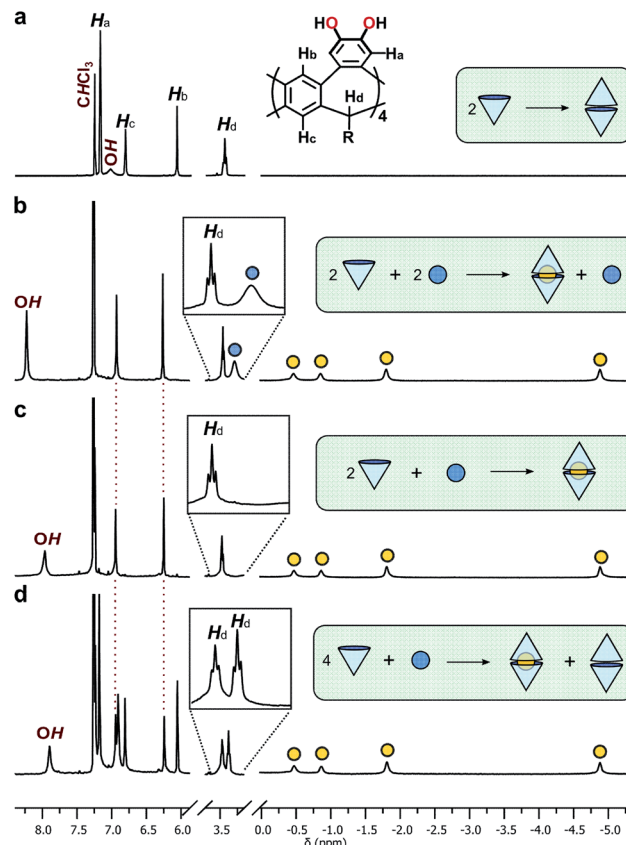 a
Ha
CHCl3
OH
Hc
Hb
Hd
HO OH
Hb
Ha
Hd
4
Hc
R
2
b
OH
Hd
2 + 2 +
c
OH
Hd
2 +
d
OH
Hd Hd
4 + +
8.0 7.5 7.0 6.5 6.0 3.5 0.0 -0.5 -1.0 -1.5 -2.0 -2.5 -3.0 -3.5 -4.0 -4.5 -5.0
δ (ppm)